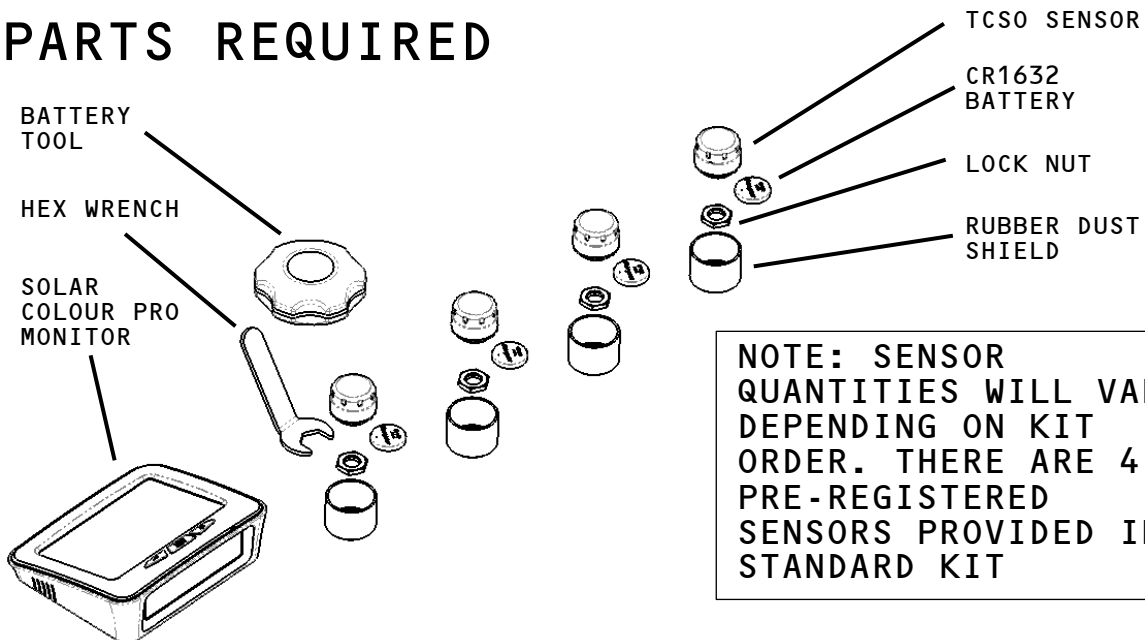 PARTS REQUIRED
BATTERY
TOOL
HEX WRENCH
SOLAR
COLOUR PRO
MONITOR
TCSO SENSOR
CR1632
BATTERY
LOCK NUT
RUBBER DUST
SHIELD
NOTE: SENSOR
QUANTITIES WILL
DEPENDING ON KIT
ORDER. THERE ARE 4
PRE-REGISTERED
SENSORS PROVIDED
STANDARD KIT